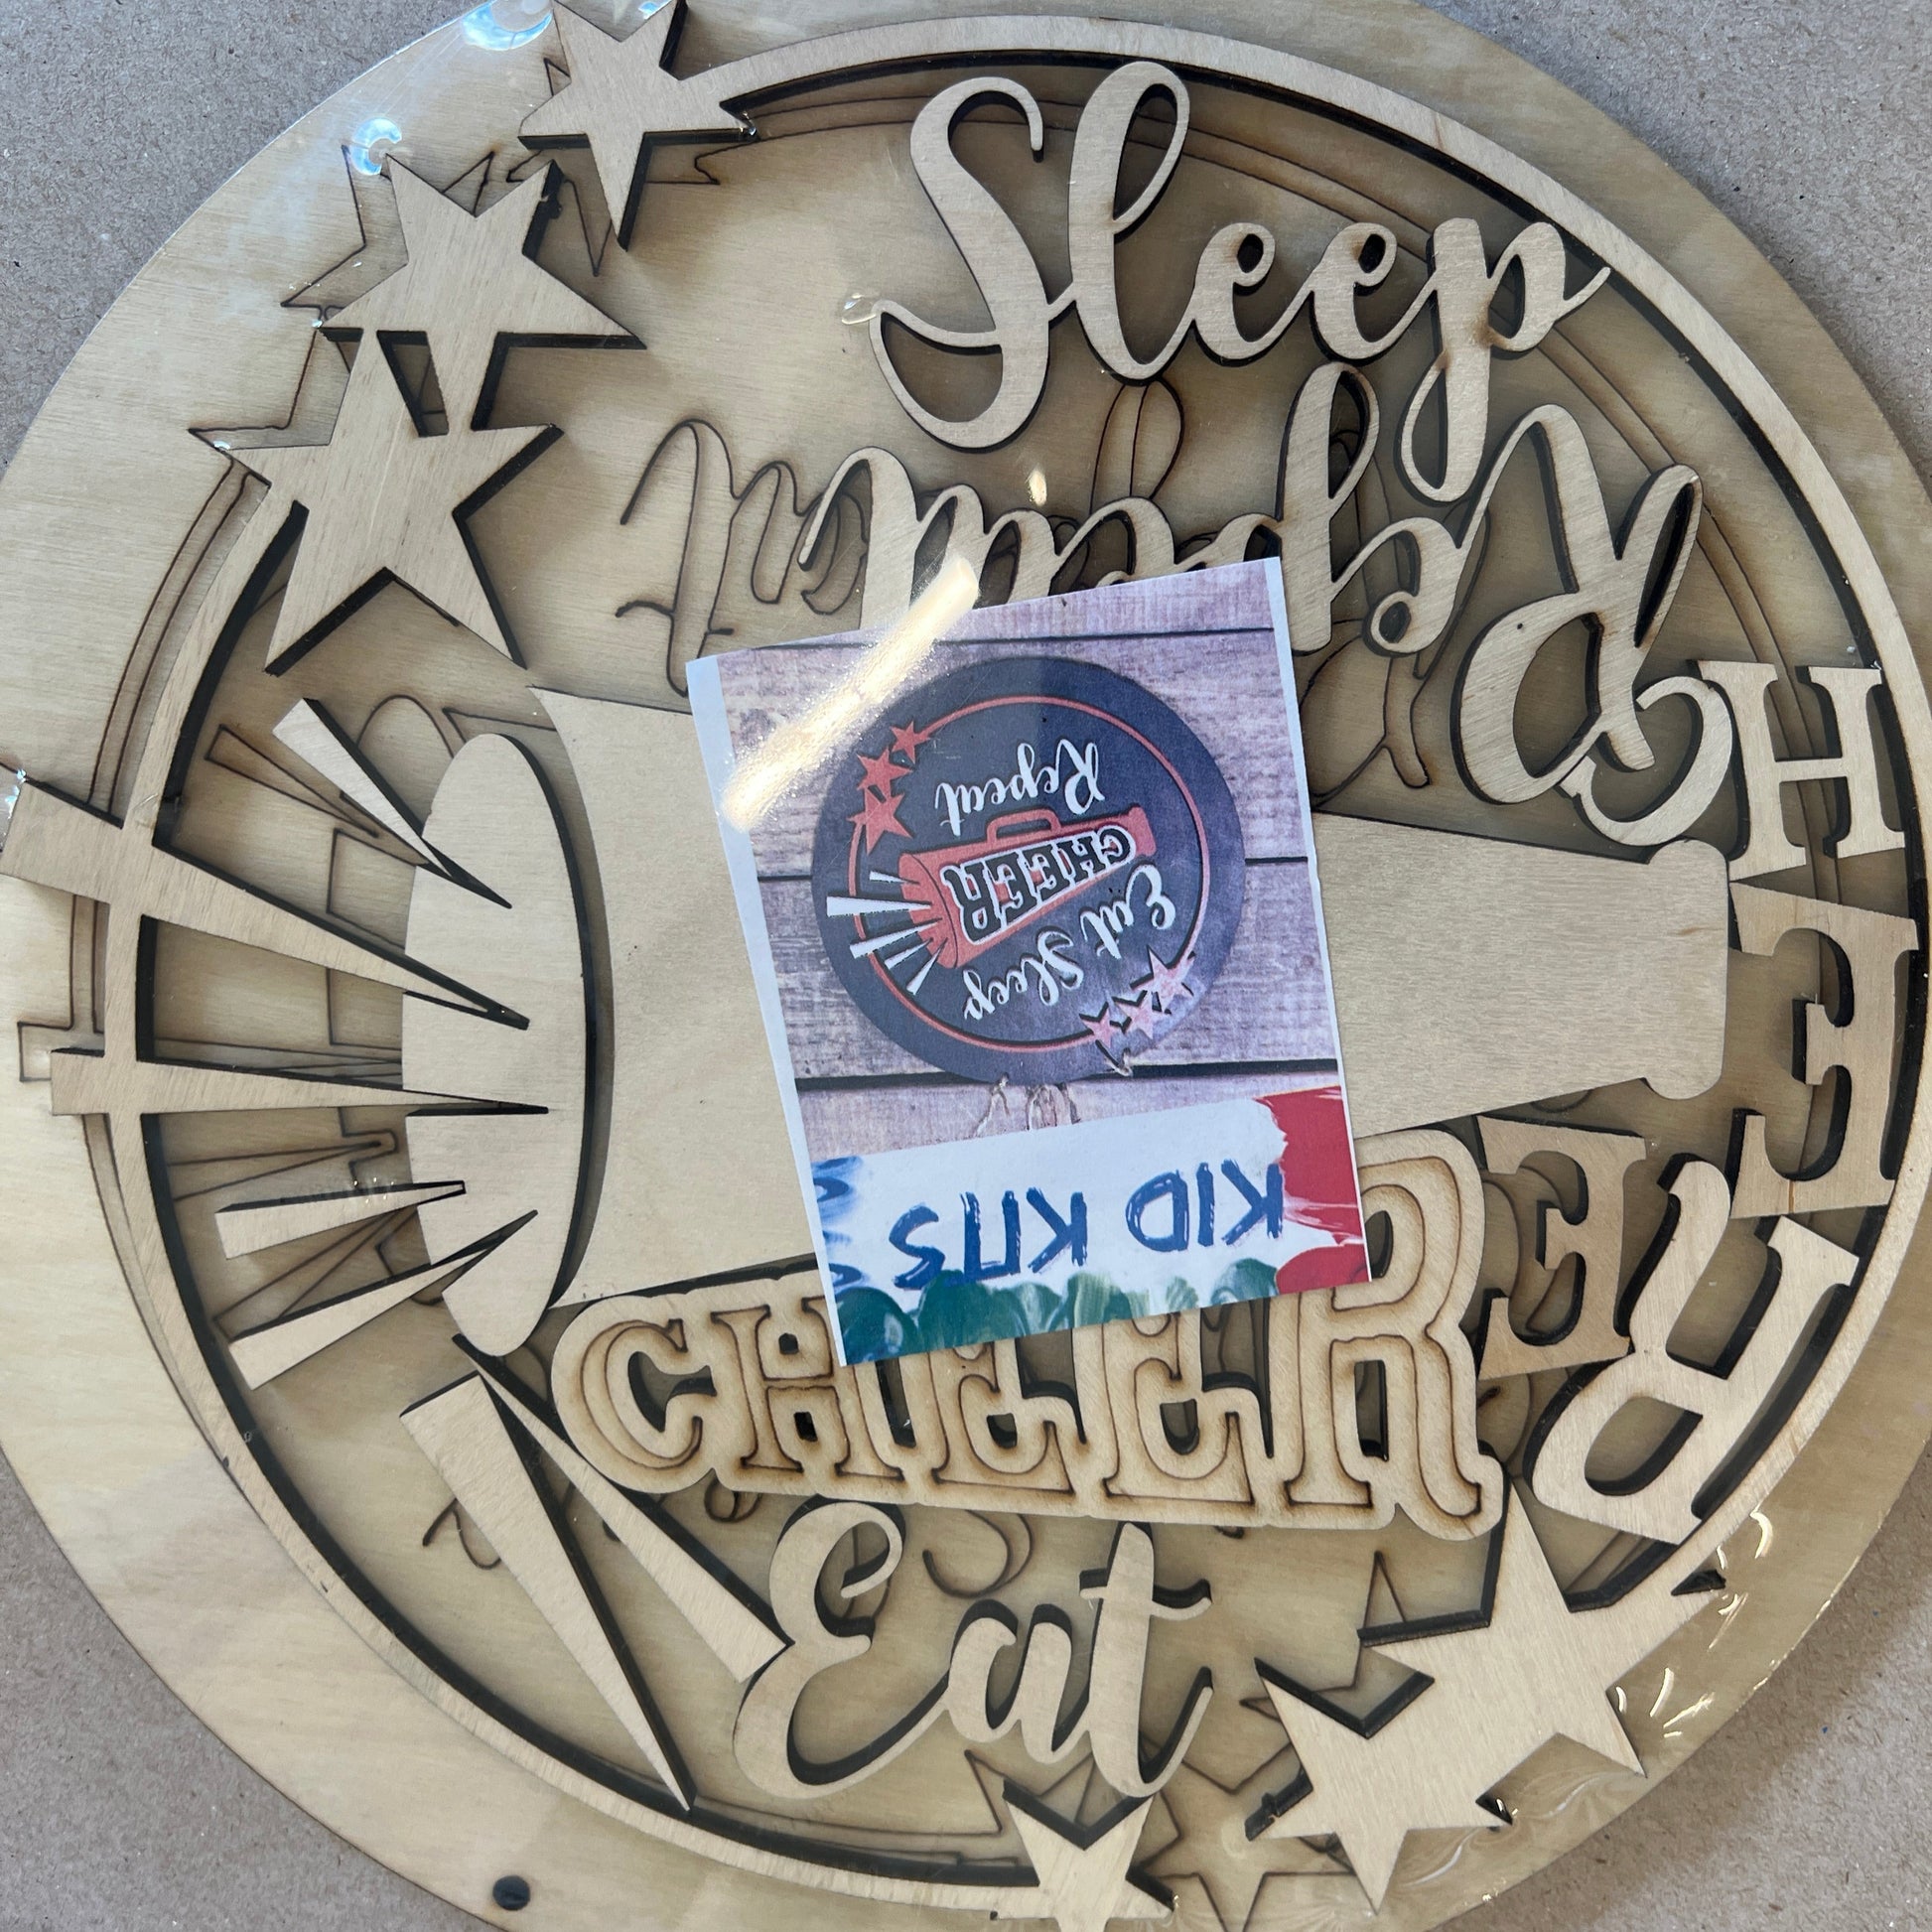 Sleep
Repeat
C
H
E
E
R
CHEER
Eat
KID KITS
Eat Sleep
CHEER
Repeat